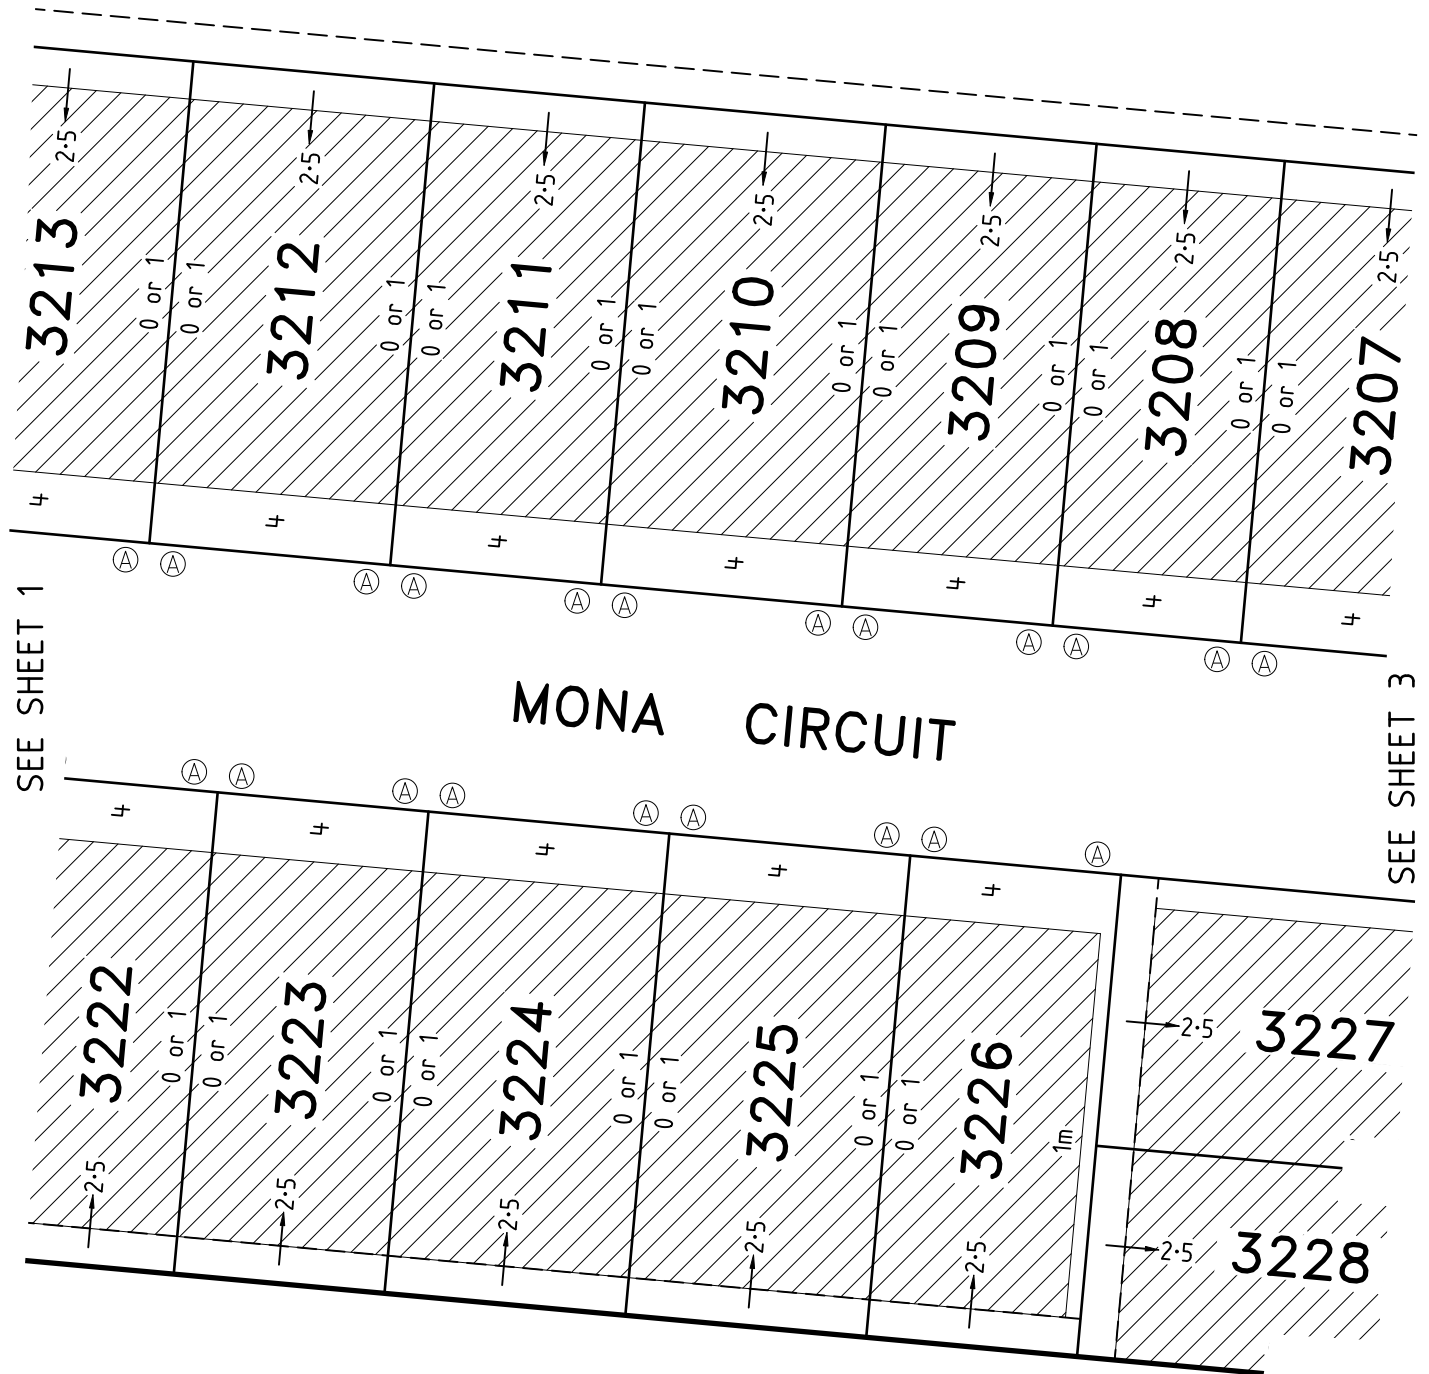 2·5
2·5
2·5
2·5
2·5
2·5
2·5
3213
3212
3211
3210
3209
3208
3207
0 or 1
0 or 1
0 or 1
0 or 1
0 or 1
0 or 1
0 or 1
0 or 1
0 or 1
0 or 1
0 or 1
0 or 1
4
4
4
4
4
4
4
A A
A A
A A
A A
A A
A A
SEE SHEET 1
MONA CIRCUIT
SEE SHEET 3
A A
A A
A A
A A
A
4
4
4
4
4
3222
3223
3224
3225
3226
0 or 1
0 or 1
0 or 1
0 or 1
0 or 1
0 or 1
0 or 1
0 or 1
1m
2·5
3227
2·5
2·5
2·5
2·5
2·5
2·5
3228